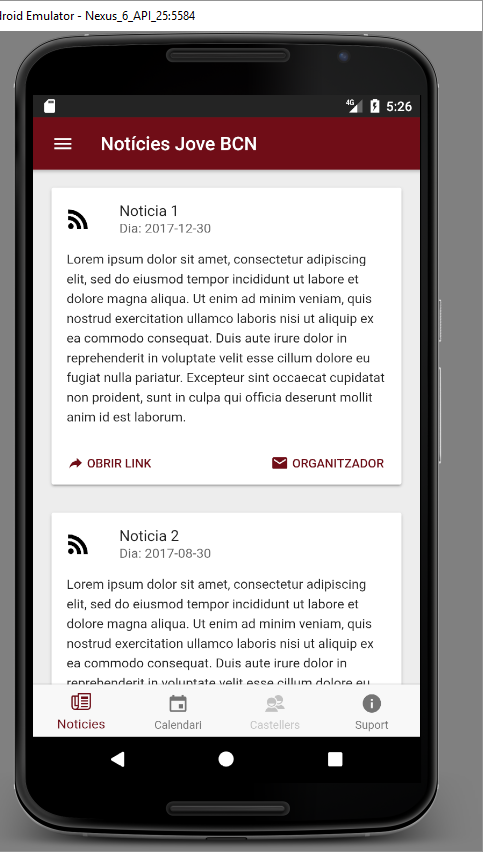 droid Emulator - Nexus_6_API_25:5584
4G 5:26
Notícies Jove BCN
Noticia 1
Dia: 2017-12-30
Lorem ipsum dolor sit amet, consectetur adipiscing
elit, sed do eiusmod tempor incididunt ut labore et
dolore magna aliqua. Ut enim ad minim veniam, quis
nostrud exercitation ullamco laboris nisi ut aliquip ex
ea commodo consequat. Duis aute irure dolor in
reprehenderit in voluptate velit esse cillum dolore eu
fugiat nulla pariatur. Excepteur sint occaecat cupidatat
non proident, sunt in culpa qui officia deserunt mollit
anim id est laborum.
OBRIR LINK ORGANITZADOR
Noticia 2
Dia: 2017-08-30
Lorem ipsum dolor sit amet, consectetur adipiscing
elit, sed do eiusmod tempor incididunt ut labore et
dolore magna aliqua. Ut enim ad minim veniam, quis
nostrud exercitation ullamco laboris nisi ut aliquip ex
ea commodo consequat. Duis aute irure dolor in
reprehenderit in voluptate velit esse cillum dolore eu
Noticies Calendari Castellers Suport